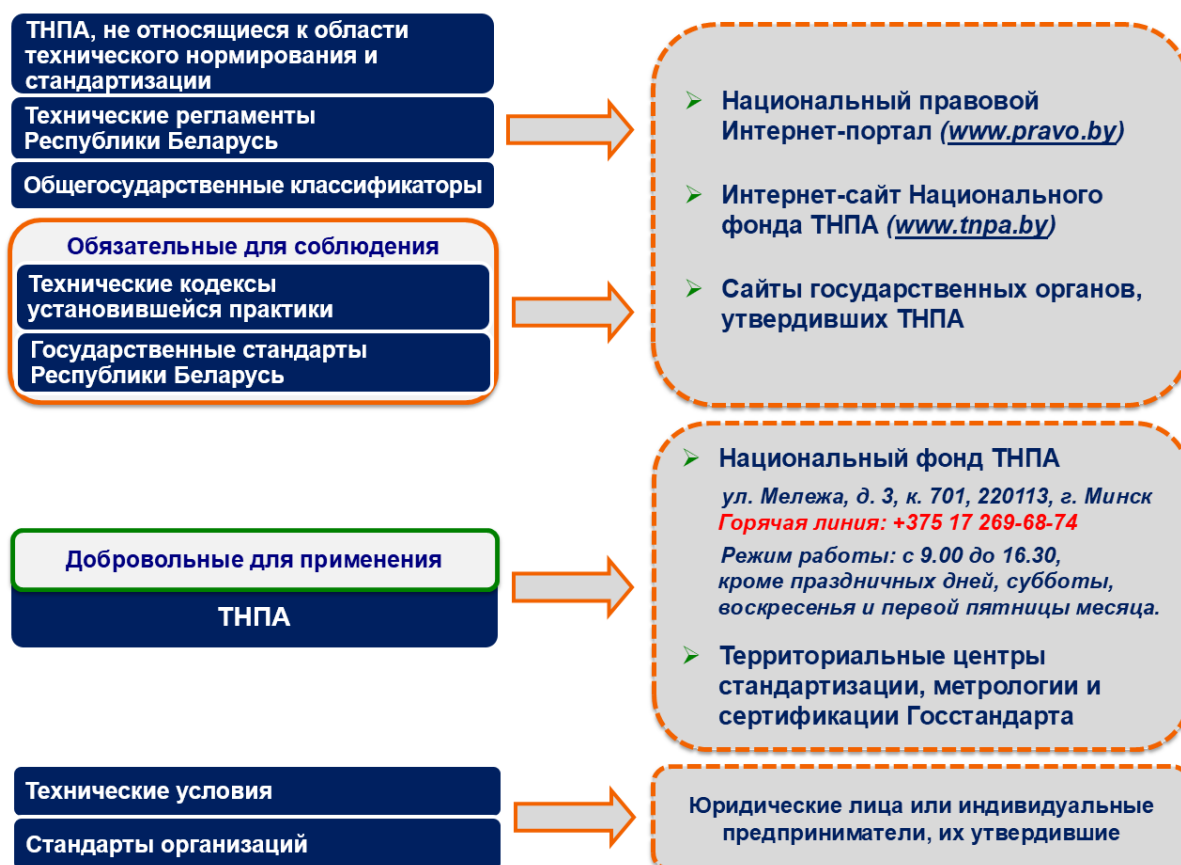 ТНПА, не относящиеся к области
технического нормирования и
стандартизации
Технические регламенты
Республики Беларусь
Общегосударственные классификаторы
Обязательные для соблюдения
Технические кодексы
установившейся практики
Государственные стандарты
Республики Беларусь
Национальный правовой
Интернет-портал (www.pravo.by)
Интернет-сайт Национального
фонда ТНПА (www.tnpa.by)
Сайты государственных органов,
утвердивших ТНПА
Добровольные для применения
ТНПА
Национальный фонд ТНПА
ул. Мележа, д. 3, к. 701, 220113, г. Минск
Горячая линия: +375 17 269-68-74
Режим работы: с 9.00 до 16.30,
кроме праздничных дней, субботы,
воскресенья и первой пятницы месяца.
Территориальные центры
стандартизации, метрологии и
сертификации Госстандарта
Технические условия
Стандарты организаций
Юридические лица или индивидуальные
предприниматели, их утвердившие